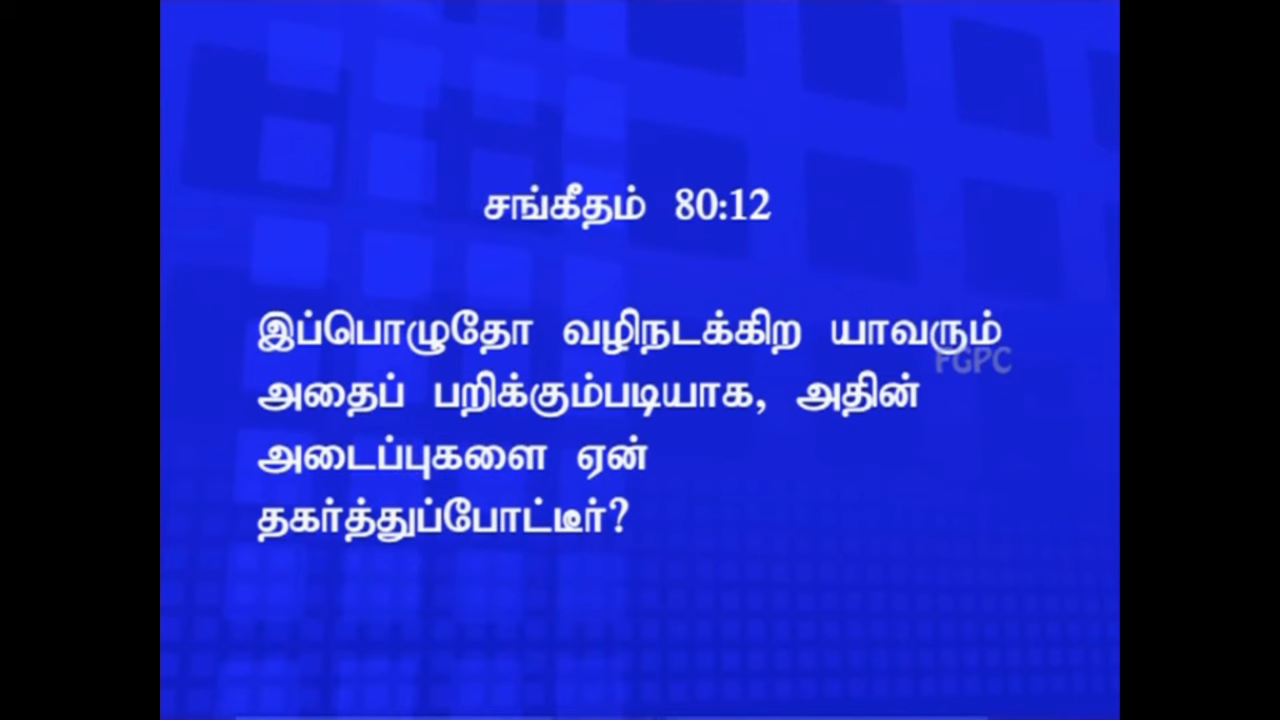 சங்கீதம் 80:12
இப்பொழுதோ வழிநடக்கிற யாவரும்
FGPC
அதைப் பறிக்கும்படியாக, அதின்
அடைப்புகளை ஏன்
தகர்த்துப்போட்டீர்?